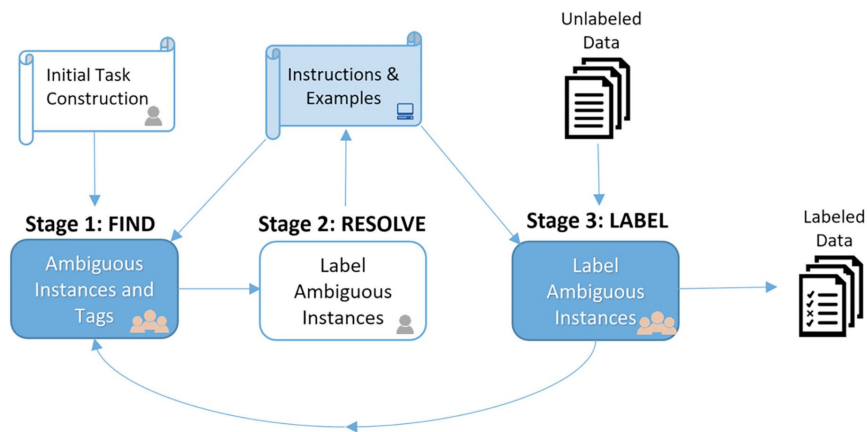 Initial Task
Construction
Instructions &
Examples
Unlabeled
Data
Stage 1: FIND
Ambiguous
Instances and
Tags
Stage 2: RESOLVE
Label
Ambiguous
Instances
Stage 3: LABEL
Label
Ambiguous
Instances
Labeled
Data